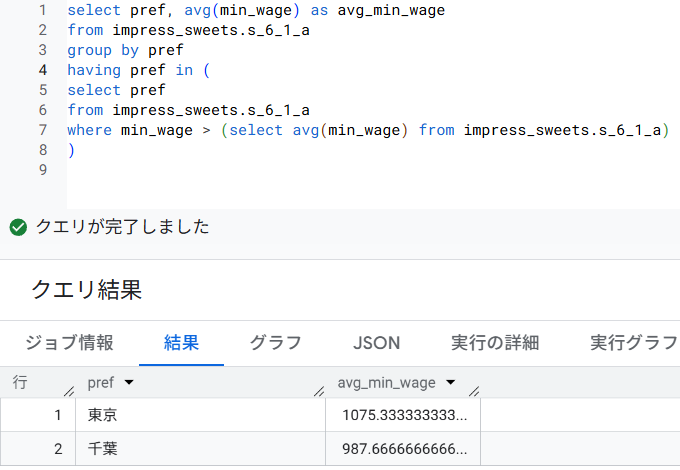 1 select pref, avg(min_wage) as avg_min_wage
2 from impress_sweets.s_6_1_a
3 group by pref
4 having pref in (
5 select pref
6 from impress_sweets.s_6_1_a
7 where min_wage > (select avg(min_wage) from impress_sweets.s_6_1_a)
8 )
9
クエリが完了しました
クエリ結果
ジョブ情報 結果 グラフ JSON 実行の詳細 実行グラフ
行 pref avg_min_wage
1 東京 1075.333333333...
2 千葉 987.6666666666...